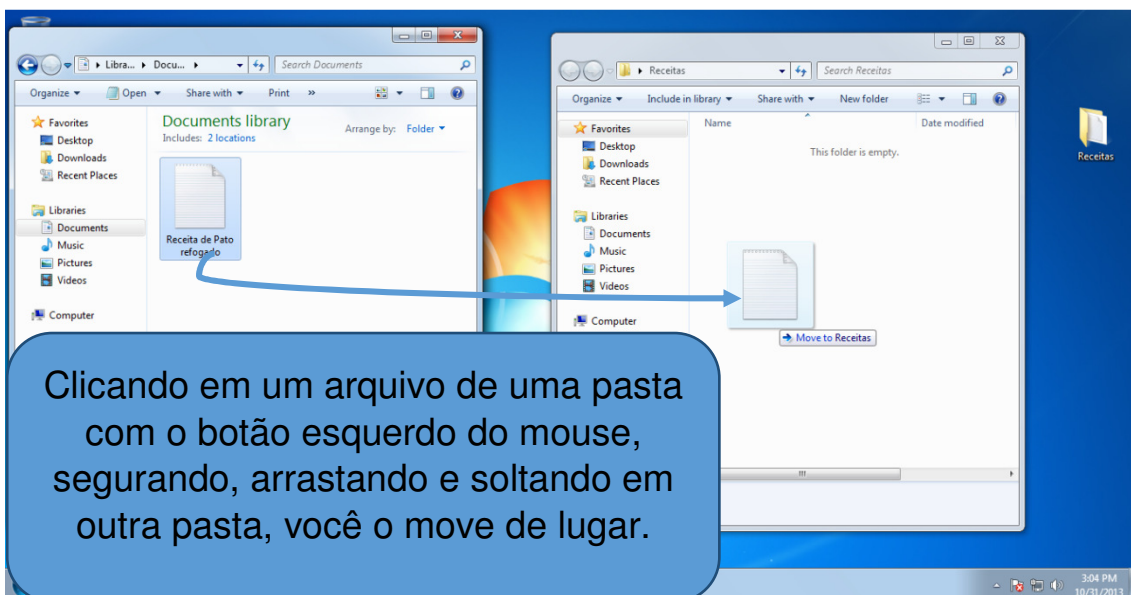 Libra... Docu... Search Documents
Organize Open Share with Print »
Favorites
Desktop
Downloads
Recent Places
Libraries
Documents
Music
Pictures
Videos
Computer
Documents library
Includes: 2 locations
Arrange by: Folder
Receita de Pato
refogado
Receitas Search Receitas
Organize Include in library Share with New folder
Favorites
Desktop
Downloads
Recent Places
Libraries
Documents
Music
Pictures
Videos
Computer
Name Date modified
This folder is empty.
Move to Receitas
Receitas
Clicando em um arquivo de uma pasta
com o botão esquerdo do mouse,
segurando, arrastando e soltando em
outra pasta, você o move de lugar.
3:04 PM
10/31/2013